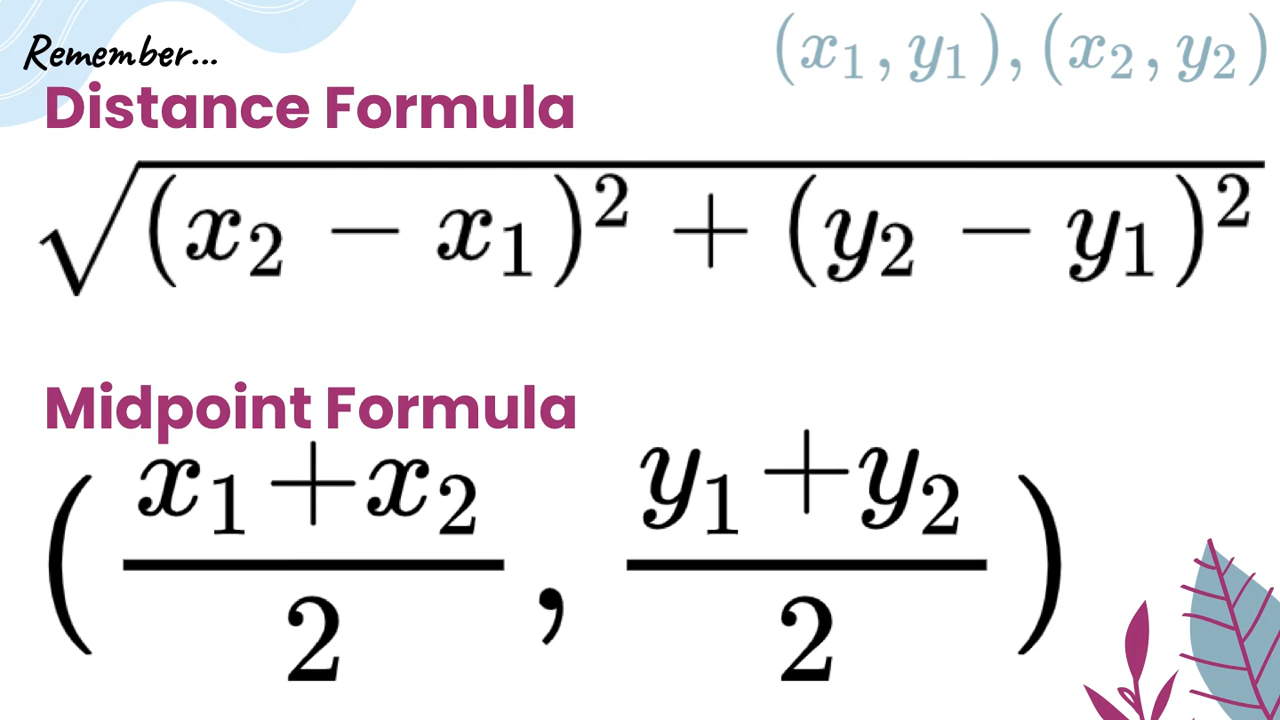 Remember...
(x₁, y₁), (x₂, y₂)
Distance Formula
√(x₂ − x₁)² + (y₂ − y₁)²
Midpoint Formula
(x₁+x₂/2, y₁+y₂/2)